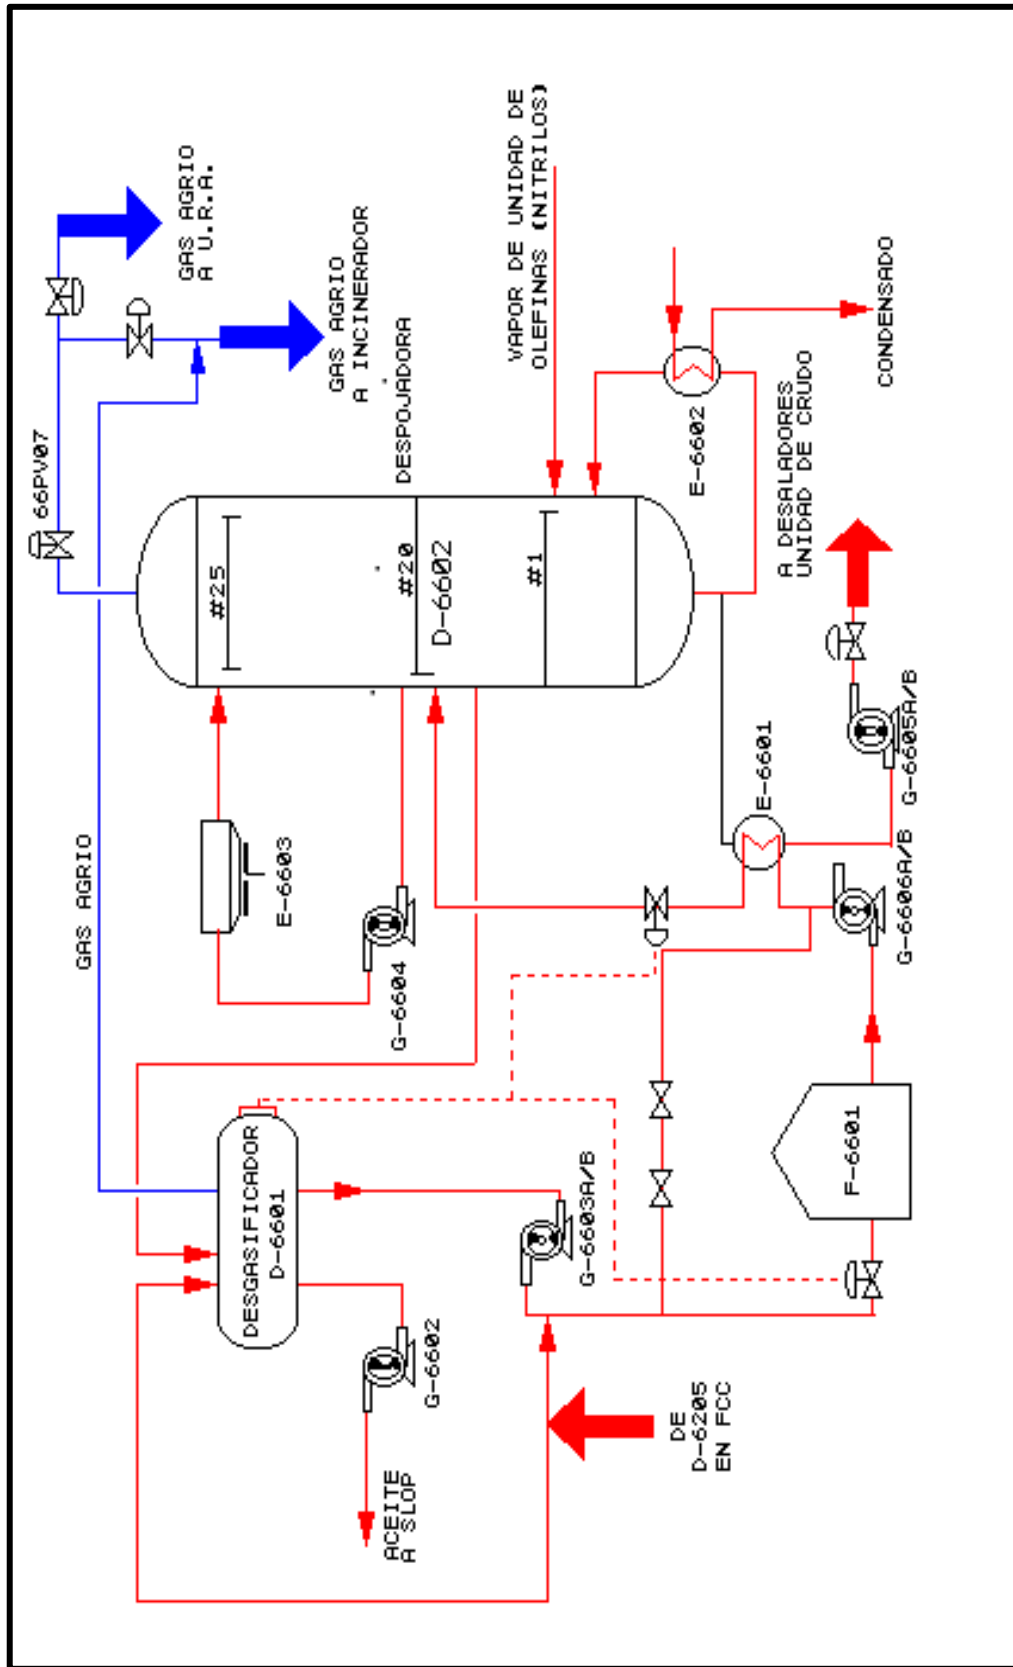 GAS AGRIO
66PV07
GAS AGRIO
A U.R.A.
GAS AGRIO
A INCINERADOR
DESPOJADORA
#25
#20
D-6602
#1
VAPOR DE UNIDAD DE
OLEFINAS (NITRILOS)
E-6602
CONDENSADO
A DESALADORES
UNIDAD DE CRUDO
E-6603
G-6604
E-6601
G-6605A/B
G-6606A/B
DESGASIFICADOR
D-6601
G-6603A/B
F-6601
G-6602
ACEITE
A SLOP
DE
D-6205
EN FCC